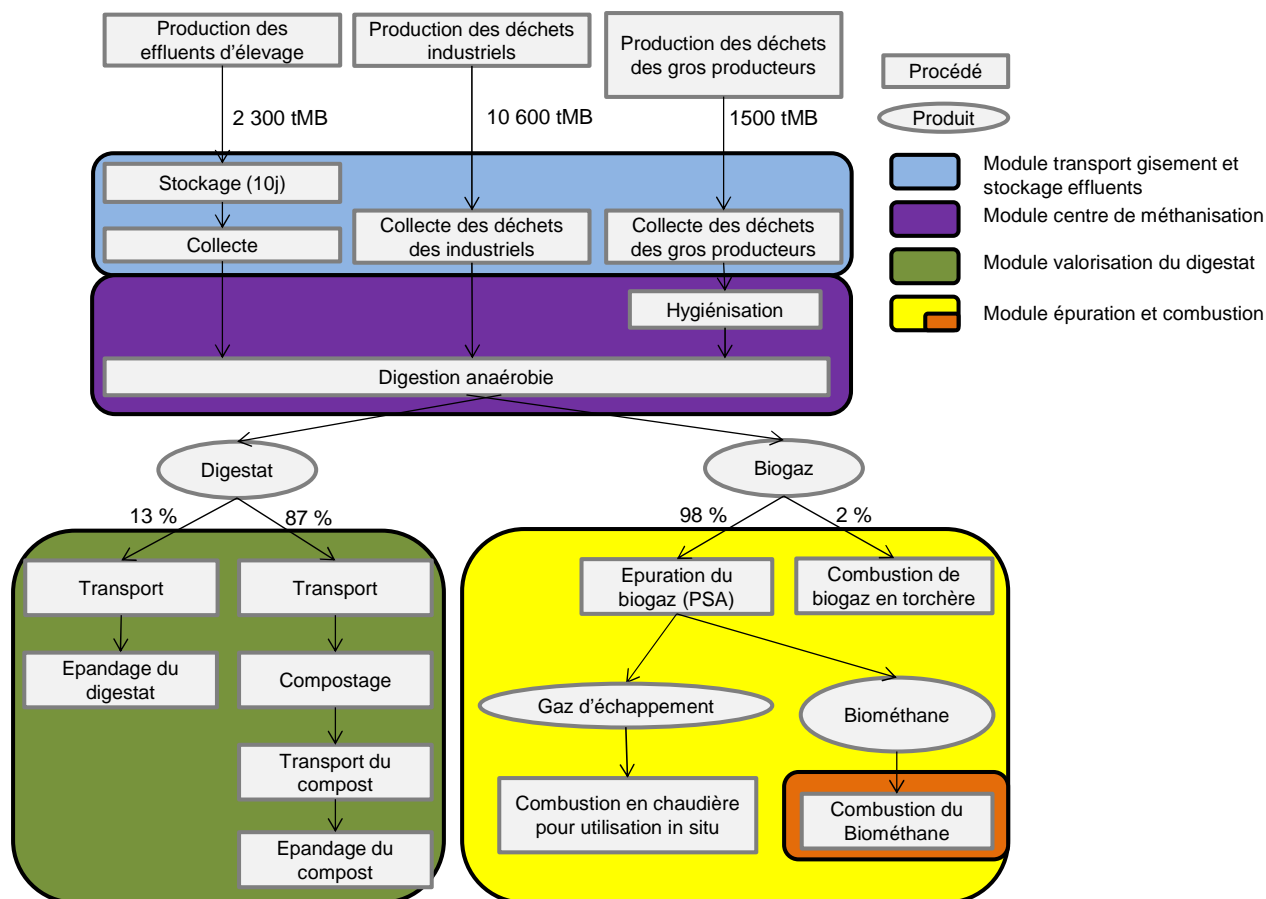 Production des
effluents d'élevage
Production des déchets
industriels
Production des déchets
des gros producteurs
Procédé
2 300 tMB
10 600 tMB
1500 tMB
Produit
Module transport gisement et
stockage effluents
Module centre de méthanisation
Module valorisation du digestat
Module épuration et combustion
Stockage (10j)
Collecte
Collecte des déchets
des industriels
Collecte des déchets
des gros producteurs
Hygiénisation
Digestion anaérobie
Digestat
Biogaz
13 %
87 %
98 %
2 %
Transport
Transport
Epuration du
biogaz (PSA)
Combustion de
biogaz en torchère
Epandage du
digestat
Compostage
Gaz d'échappement
Biométhane
Transport du
compost
Combustion en chaudière
pour utilisation in situ
Combustion du
Biométhane
Epandage du
compost